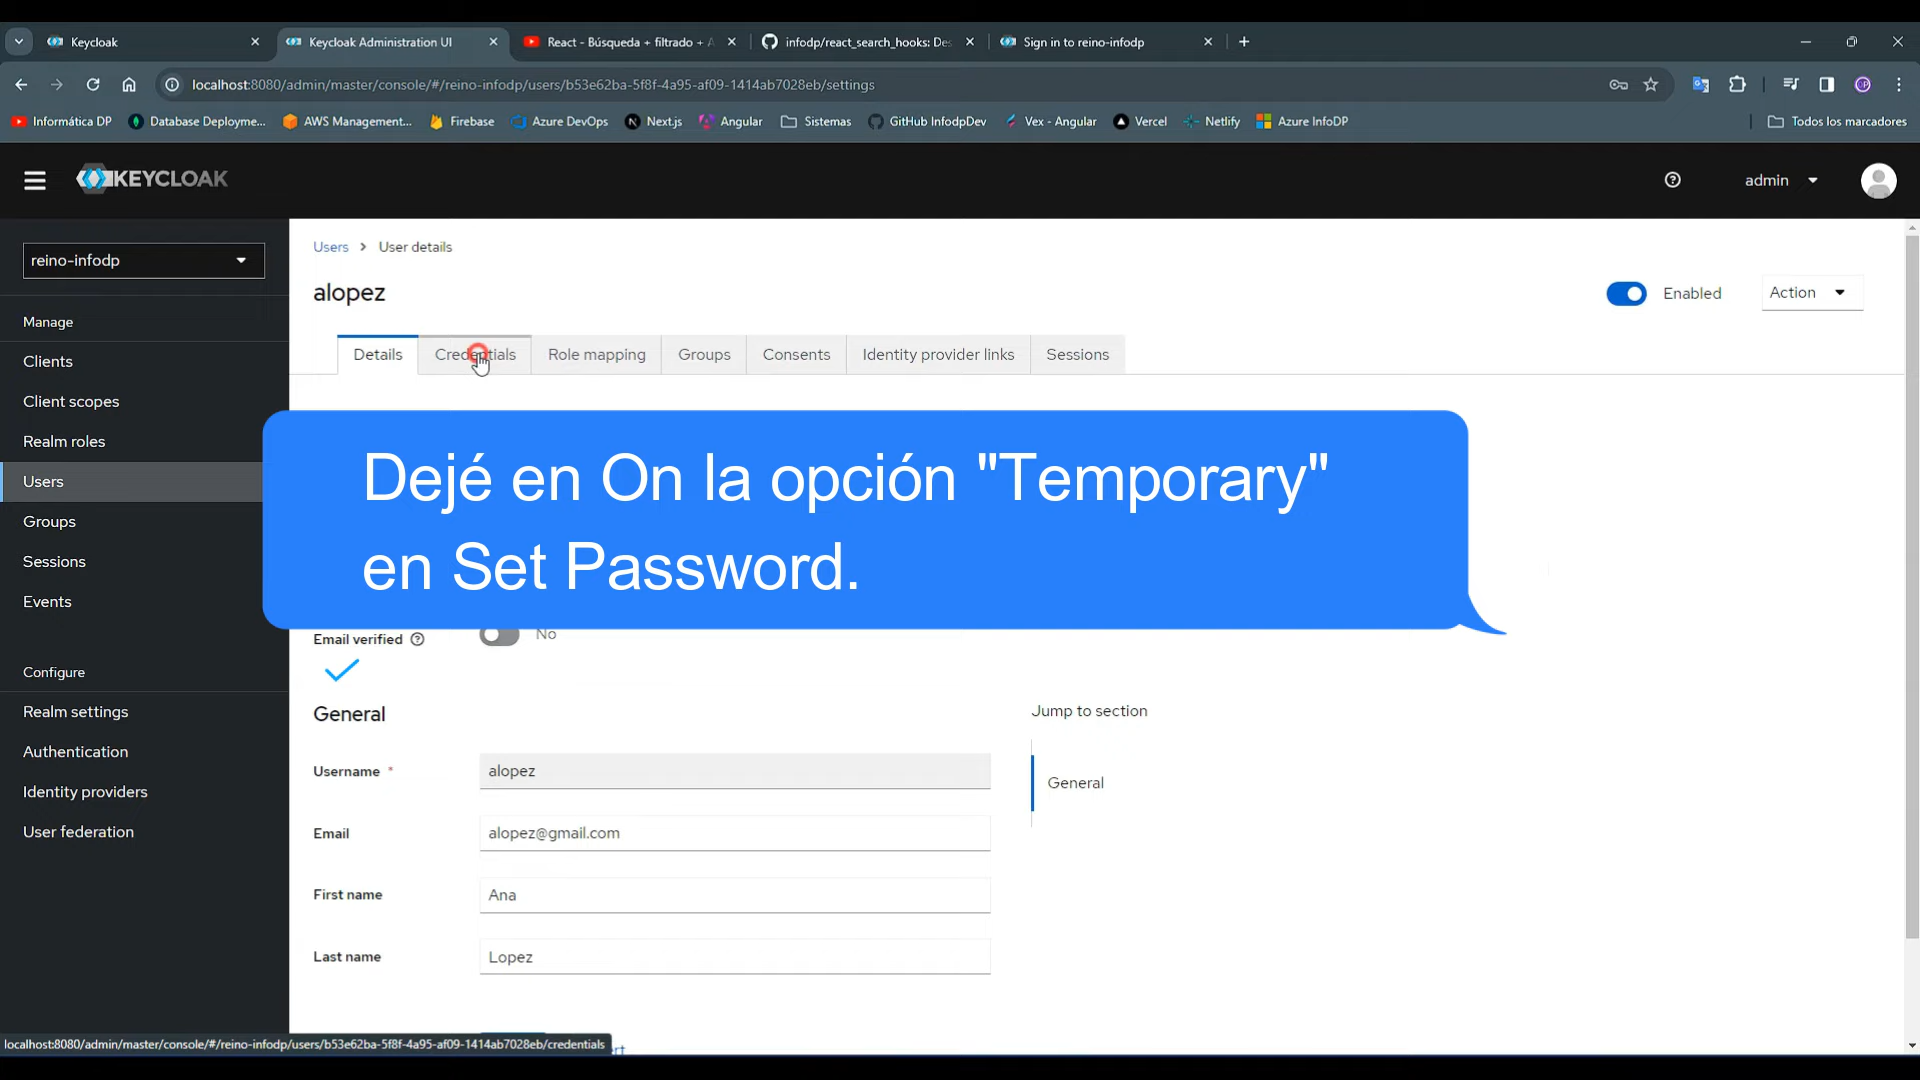 Keycloak
Keycloak Administration UI
React - Búsqueda + filtrado + A
infodp/react_search_hooks: Des
Sign in to reino-infodp
localhost:8080/admin/master/console/#/reino-infodp/users/b53e62ba-5f8f-4a95-af09-1414ab7028eb/settings
Informática DP
Database Deployme...
AWS Management...
Firebase
Azure DevOps
Next.js
Angular
Sistemas
GitHub InfodpDev
Vex - Angular
Vercel
Netlify
Azure InfoDP
Todos los marcadores
KEYCLOAK
admin
reino-infodp
Manage
Clients
Client scopes
Realm roles
Users
Groups
Sessions
Events
Configure
Realm settings
Authentication
Identity providers
User federation
Users > User details
alopez
Enabled
Action
Details
Credentials
Role mapping
Groups
Consents
Identity provider links
Sessions
Dejé en On la opción "Temporary"
en Set Password.
Email verified
No
General
Jump to section
General
Username *
alopez
Email
alopez@gmail.com
First name
Ana
Last name
Lopez
localhost:8080/admin/master/console/#/reino-infodp/users/b53e62ba-5f8f-4a95-af09-1414ab7028eb/credentials